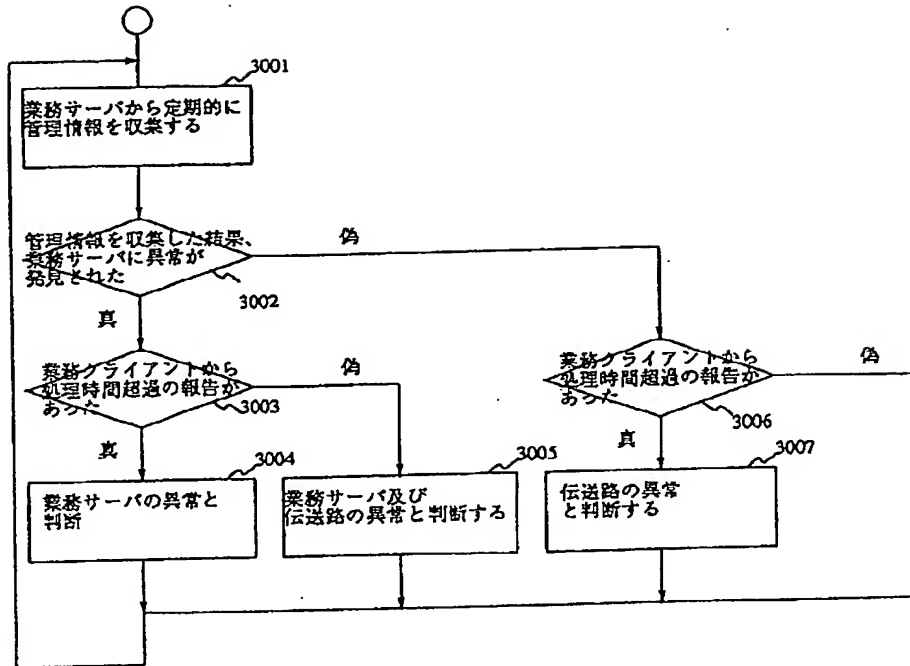 3001
業務サーバから定期的に
管理情報を収集する
管理情報を収集した結果、
業務サーバに異常が
発見された
偽
3002
真
業務クライアントから
処理時間超過の報告が
あった
偽
3003
真
業務クライアントから
処理時間超過の報告が
あった
偽
3006
真
3004
業務サーバの異常と
判断
3005
業務サーバ及び
伝送路の異常と判断する
3007
伝送路の異常
と判断する